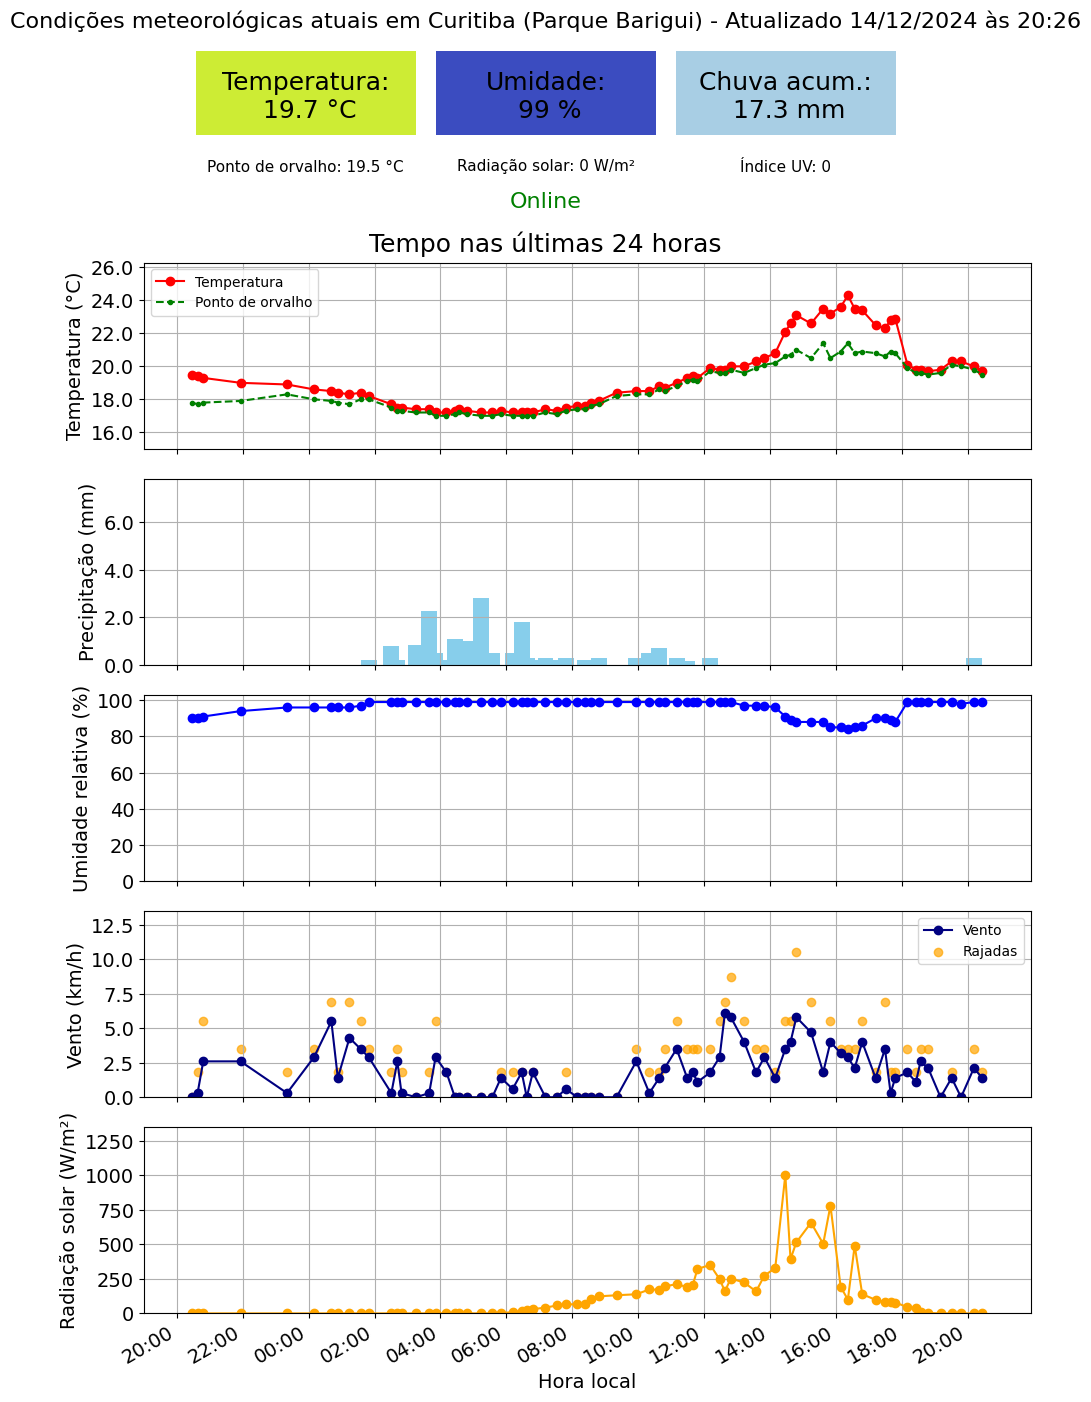 Condições meteorológicas atuais em Curitiba (Parque Barigui) - Atualizado 14/12/2024 às 20:26
Temperatura:
19.7 °C
Umidade:
99 %
Chuva acum.:
17.3 mm
Ponto de orvalho: 19.5 °C
Radiação solar: 0 W/m²
Índice UV: 0
Online
Tempo nas últimas 24 horas
Temperatura (°C)
26.0
24.0
22.0
20.0
18.0
16.0
Temperatura
Ponto de orvalho
Precipitação (mm)
6.0
4.0
2.0
0.0
Umidade relativa (%)
100
80
60
40
20
0
Vento (km/h)
12.5
10.0
7.5
5.0
2.5
0.0
Vento
Rajadas
Radiação solar (W/m²)
1250
1000
750
500
250
0
20:00
22:00
00:00
02:00
04:00
06:00
08:00
10:00
12:00
14:00
16:00
18:00
20:00
Hora local